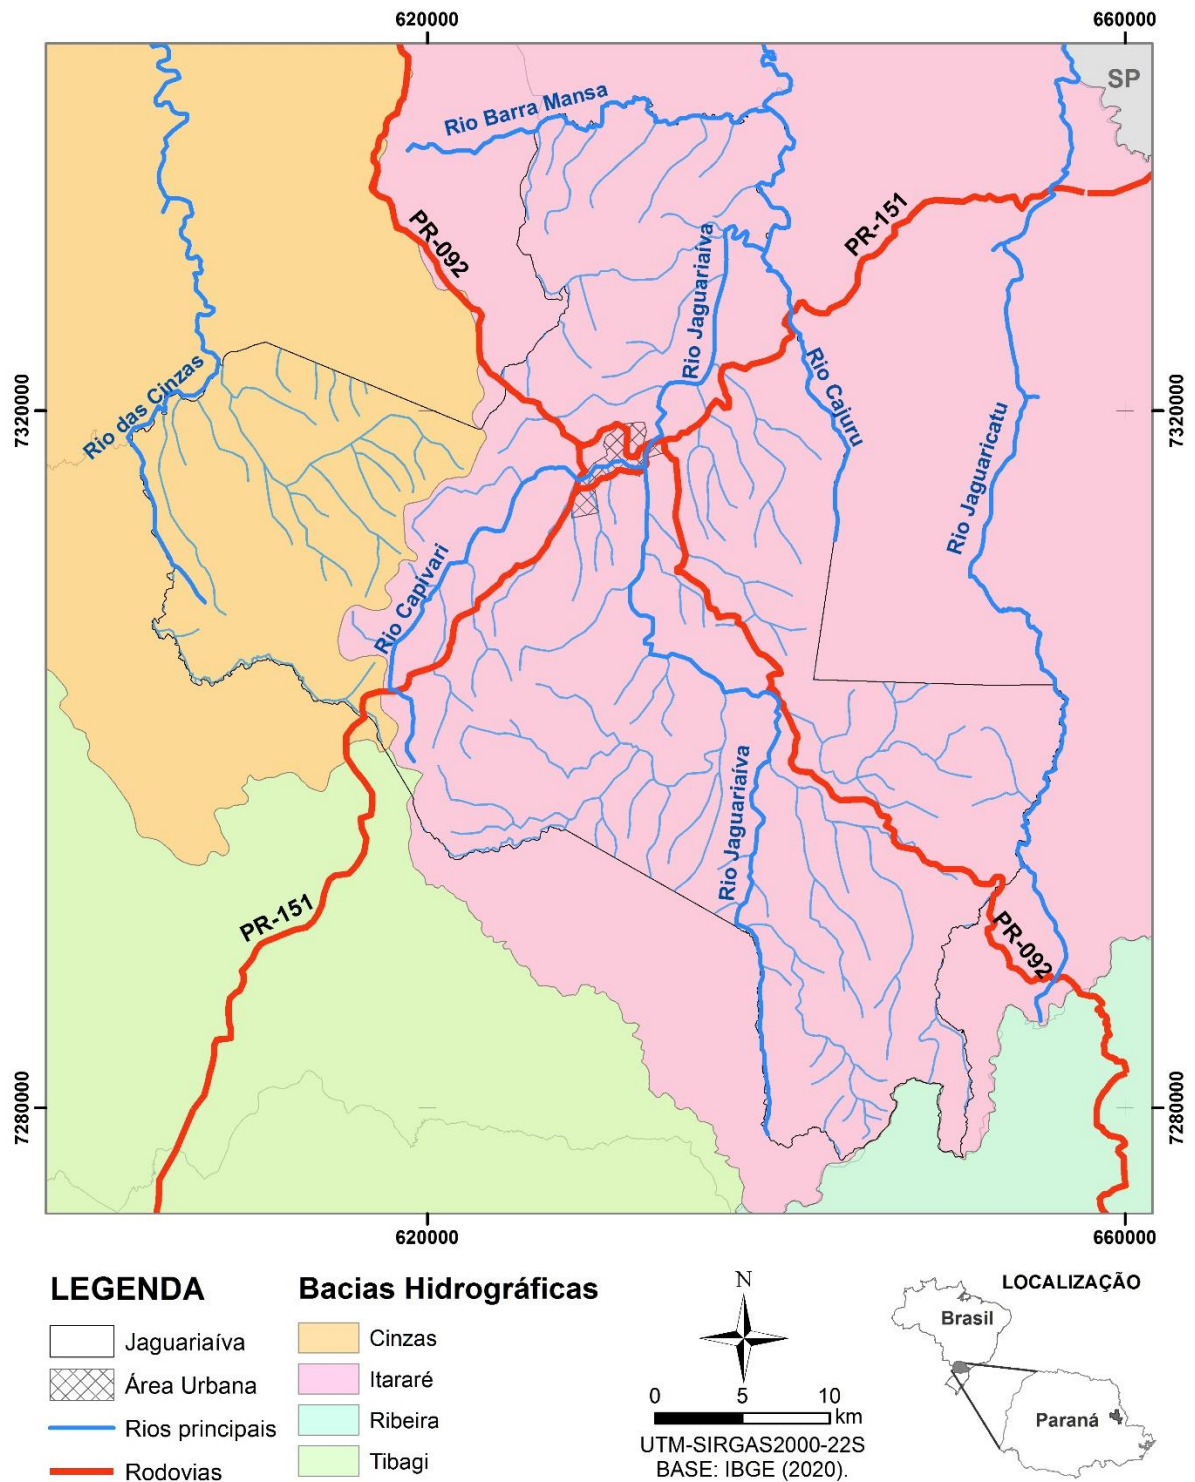 620000
660000
SP
Rio Barra Mansa
PR-092
Rio Jaguariaíva
PR-151
Rio das Cinzas
Rio Cajuru
7320000
7320000
Rio Jaguaricatu
Rio Capivari
Rio Jaguariaíva
PR-151
PR-092
7280000
7280000
620000
660000
LEGENDA
Jaguariaíva
Área Urbana
Rios principais
Rodovias
Bacias Hidrográficas
Cinzas
Itararé
Ribeira
Tibagi
N
0 5 10
km
UTM-SIRGAS2000-22S
BASE: IBGE (2020).
LOCALIZAÇÃO
Brasil
Paraná